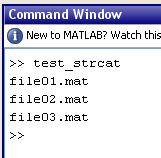 Command Window
New to MATLAB? Watch this
>> test_strcat
file01.mat
file02.mat
file03.mat
>>